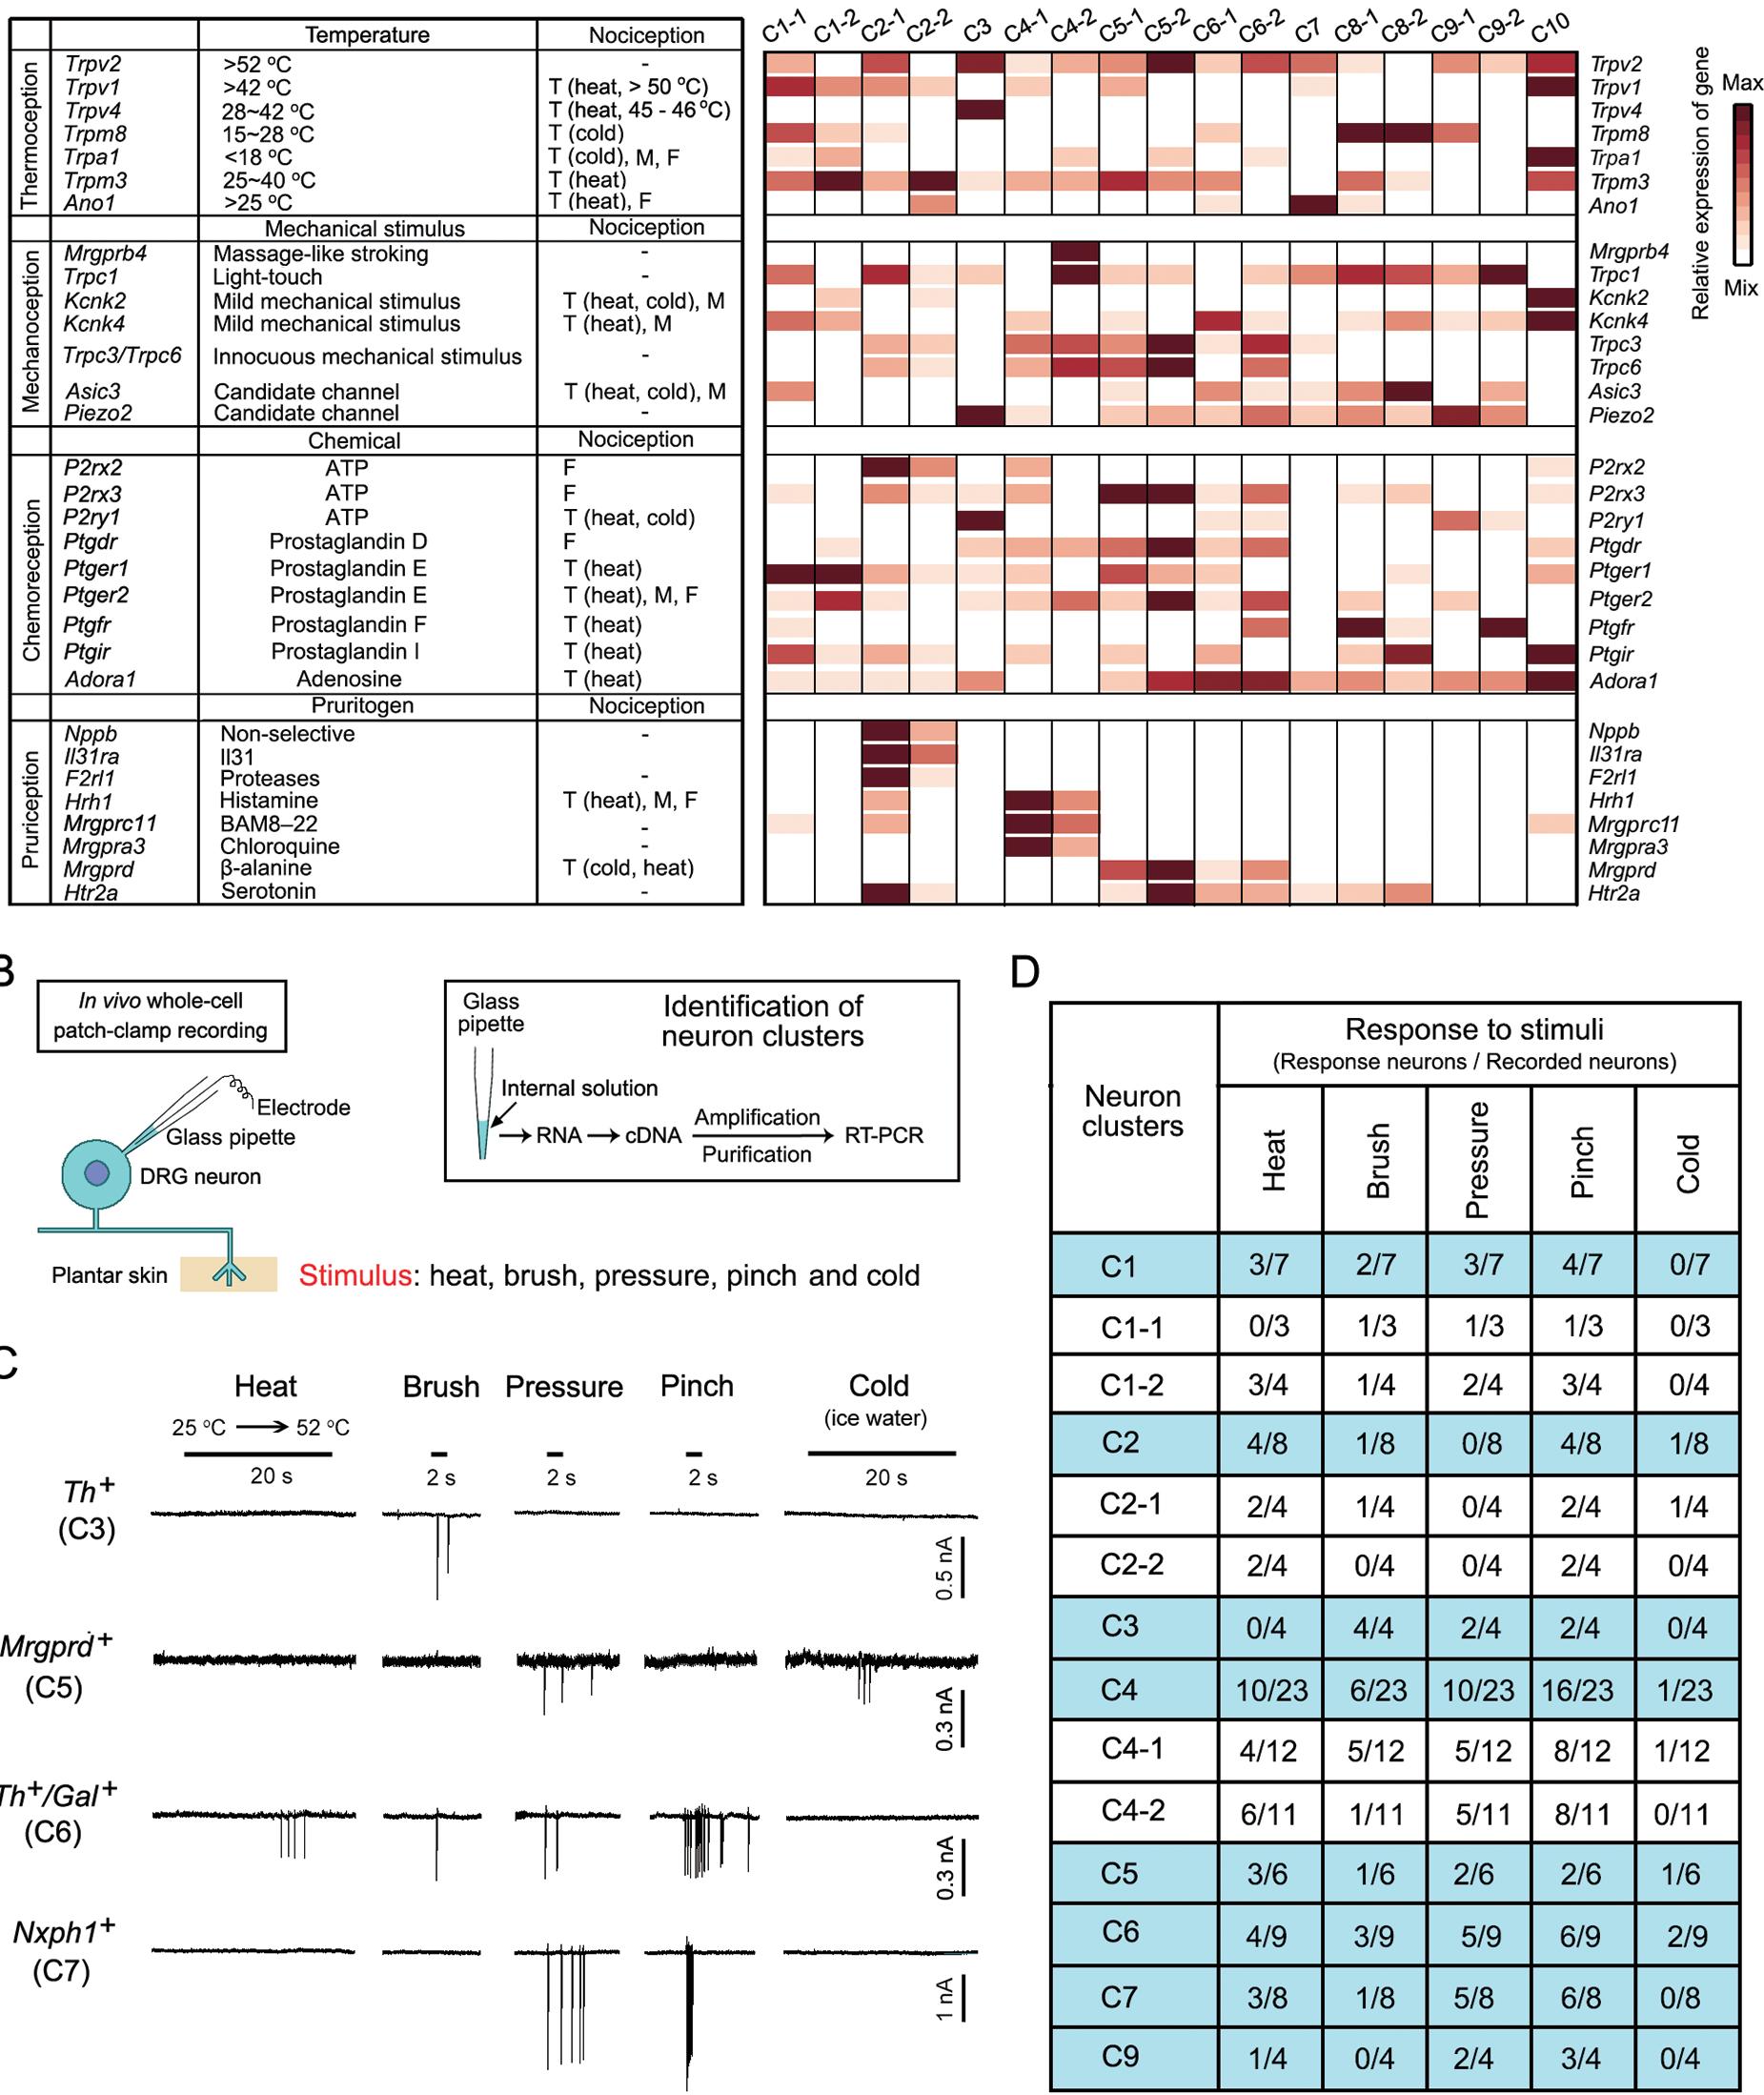 C1-1 C1-2 C2-1 C2-2 C3 C4-1 C4-2 C5-1 C5-2 C6-1 C6-2 C7 C8-1 C8-2 C9-1 C9-2 C10
Temperature Nociception
Thermoception
Trpv2 >52 °C - Trpv2
Trpv1 >42 °C T (heat, > 50 °C) Trpv1
Trpv4 28~42 °C T (heat, 45 - 46 °C) Trpv4
Trpm8 15~28 °C T (cold) Trpm8
Trpa1 <18 °C T (cold), M, F Trpa1
Trpm3 25~40 °C T (heat) Trpm3
Ano1 >25 °C T (heat), F Ano1
Relative expression of gene
Max
Mix
Mechanical stimulus Nociception
Mechanoception
Mrgprb4 Massage-like stroking - Mrgprb4
Trpc1 Light-touch - Trpc1
Kcnk2 Mild mechanical stimulus T (heat, cold), M Kcnk2
Kcnk4 Mild mechanical stimulus T (heat), M Kcnk4
Trpc3/Trpc6 Innocuous mechanical stimulus - Trpc3
Trpc6
Asic3 Candidate channel T (heat, cold), M Asic3
Piezo2 Candidate channel - Piezo2
Chemical Nociception
Chemoreception
P2rx2 ATP F P2rx2
P2rx3 ATP F P2rx3
P2ry1 ATP T (heat, cold) P2ry1
Ptgdr Prostaglandin D F Ptgdr
Ptger1 Prostaglandin E T (heat) Ptger1
Ptger2 Prostaglandin E T (heat), M, F Ptger2
Ptgfr Prostaglandin F T (heat) Ptgfr
Ptgir Prostaglandin I T (heat) Ptgir
Adora1 Adenosine T (heat) Adora1
Pruritogen Nociception
Pruriception
Nppb Non-selective - Nppb
Il31ra Il31 Il31ra
F2rl1 Proteases - F2rl1
Hrh1 Histamine T (heat), M, F Hrh1
Mrgprc11 BAM8–22 - Mrgprc11
Mrgpra3 Chloroquine - Mrgpra3
Mrgprd β-alanine T (cold, heat) Mrgprd
Htr2a Serotonin - Htr2a
B
In vivo whole-cell
patch-clamp recording
Electrode
Glass pipette
DRG neuron
Plantar skin
Glass
pipette
Identification of
neuron clusters
Internal solution
RNA cDNA Amplification RT-PCR
Purification
Stimulus: heat, brush, pressure, pinch and cold
C
Heat Brush Pressure Pinch Cold
25 °C 52 °C (ice water)
20 s 2 s 2 s 2 s 20 s
Th+
(C3)
0.5 nA
Mrgprd+
(C5)
0.3 nA
Th+/Gal+
(C6)
0.3 nA
Nxph1+
(C7)
1 nA
D
Neuron
clusters
Response to stimuli
(Response neurons / Recorded neurons)
Heat Brush Pressure Pinch Cold
C1 3/7 2/7 3/7 4/7 0/7
C1-1 0/3 1/3 1/3 1/3 0/3
C1-2 3/4 1/4 2/4 3/4 0/4
C2 4/8 1/8 0/8 4/8 1/8
C2-1 2/4 1/4 0/4 2/4 1/4
C2-2 2/4 0/4 0/4 2/4 0/4
C3 0/4 4/4 2/4 2/4 0/4
C4 10/23 6/23 10/23 16/23 1/23
C4-1 4/12 5/12 5/12 8/12 1/12
C4-2 6/11 1/11 5/11 8/11 0/11
C5 3/6 1/6 2/6 2/6 1/6
C6 4/9 3/9 5/9 6/9 2/9
C7 3/8 1/8 5/8 6/8 0/8
C9 1/4 0/4 2/4 3/4 0/4